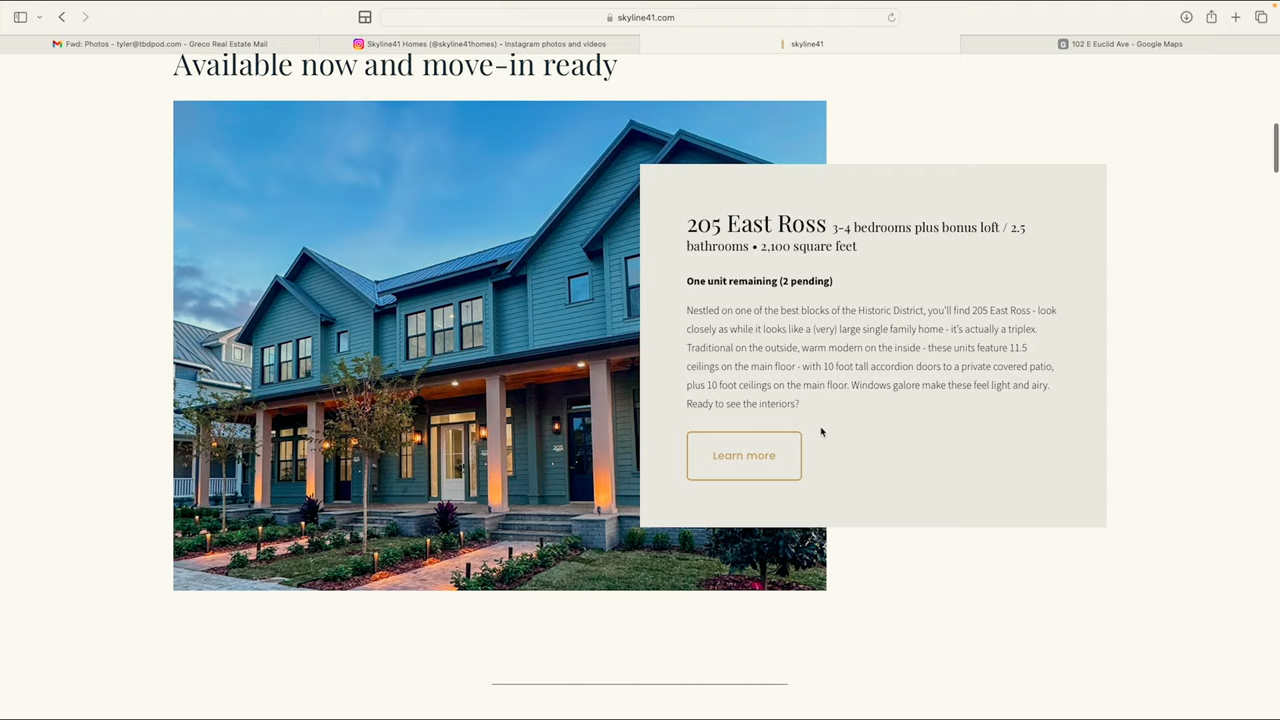 skyline41.com
Fwd: Photos - tyler@tbdpod.com - Greco Real Estate Mail
Skyline41 Homes (@skyline41homes) • Instagram photos and videos
skyline41
102 E Euclid Ave - Google Maps
Available now and move-in ready
205 East Ross 3-4 bedrooms plus bonus loft / 2.5
bathrooms • 2,100 square feet
One unit remaining (2 pending)
Nestled on one of the best blocks of the Historic District, you'll find 205 East Ross - look
closely as while it looks like a (very) large single family home - it's actually a triplex.
Traditional on the outside, warm modern on the inside - these units feature 11.5
ceilings on the main floor - with 10 foot tall accordion doors to a private covered patio,
plus 10 foot ceilings on the main floor. Windows galore make these feel light and airy.
Ready to see the interiors?
Learn more